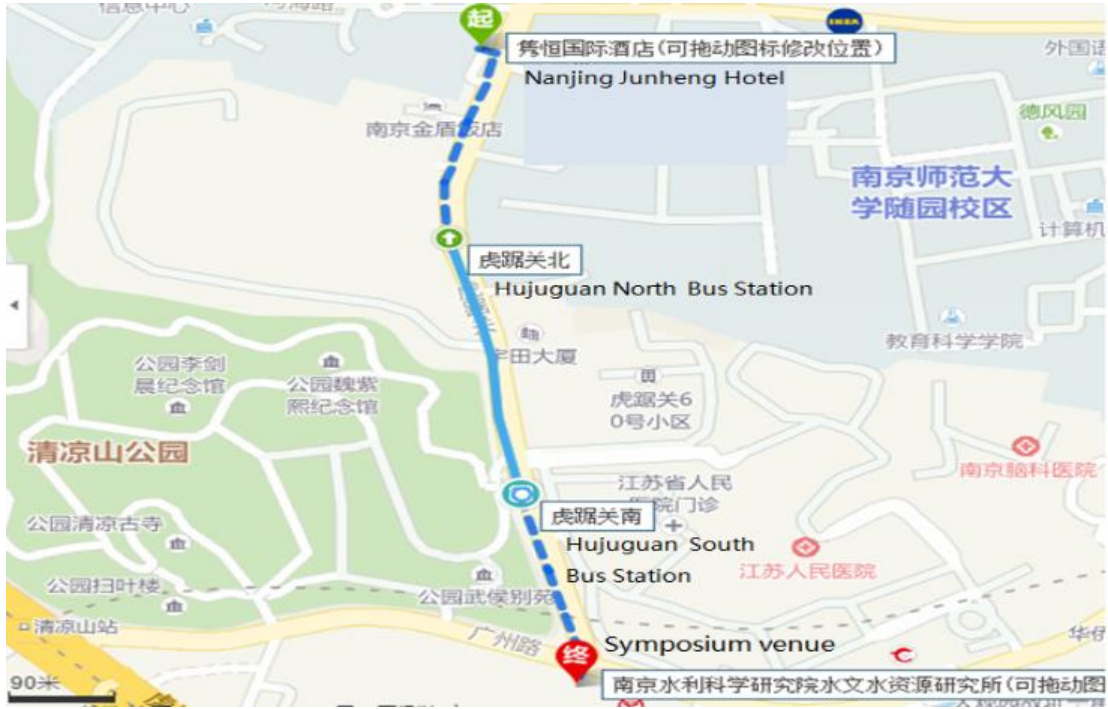 起
IKEA
隽恒国际酒店(可拖动图标修改位置)
Nanjing Junheng Hotel
外国语
南京金盾饭店
德风园
南京师范大
学随园校区
计算机
虎踞关北
Hujuguan North Bus Station
宇田大厦
教育科学学院
公园李剑
晨纪念馆
公园魏紫
熙纪念馆
虎踞关6
0号小区
清凉山公园
南京脑科医院
江苏省人民
医院门诊
虎踞关南
公园清凉古寺
Hujuguan South
Bus Station
江苏人民医院
公园扫叶楼
公园武侯别苑
清凉山站
广州路
华侨
终
Symposium venue
90米
南京水利科学研究院水文水资源研究所(可拖动图